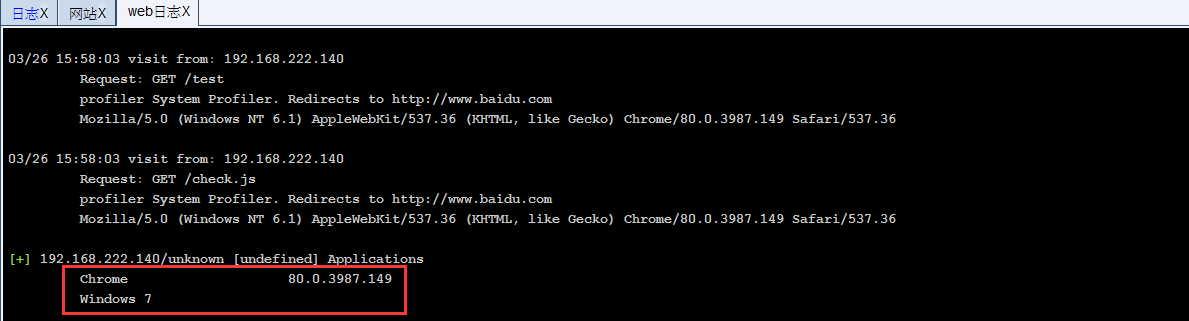 日志X 网站X web日志X
03/26 15:58:03 visit from: 192.168.222.140
Request: GET /test
profiler System Profiler. Redirects to http://www.baidu.com
Mozilla/5.0 (Windows NT 6.1) AppleWebKit/537.36 (KHTML, like Gecko) Chrome/80.0.3987.149 Safari/537.36
03/26 15:58:03 visit from: 192.168.222.140
Request: GET /check.js
profiler System Profiler. Redirects to http://www.baidu.com
Mozilla/5.0 (Windows NT 6.1) AppleWebKit/537.36 (KHTML, like Gecko) Chrome/80.0.3987.149 Safari/537.36
[+] 192.168.222.140/unknown [undefined] Applications
Chrome 80.0.3987.149
Windows 7